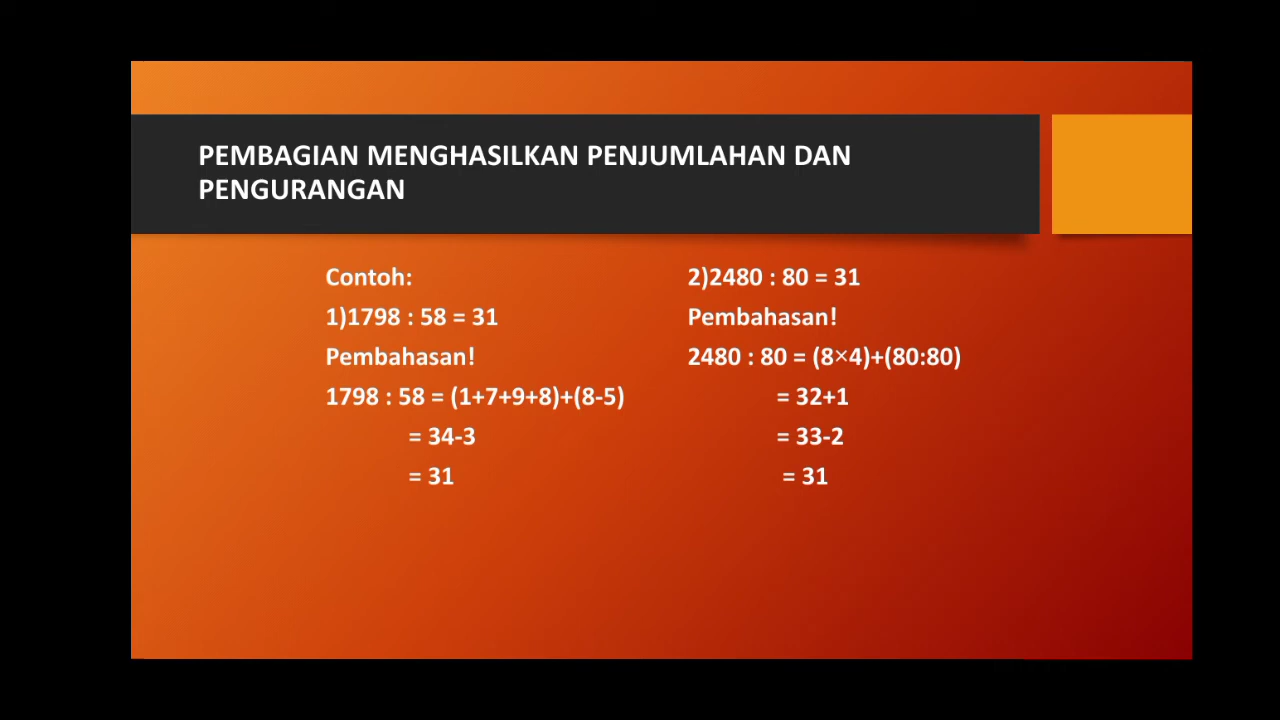 PEMBAGIAN MENGHASILKAN PENJUMLAHAN DAN
PENGURANGAN
Contoh:
1)1798 : 58 = 31
Pembahasan!
1798 : 58 = (1+7+9+8)+(8-5)
= 34-3
= 31
2)2480 : 80 = 31
Pembahasan!
2480 : 80 = (8×4)+(80:80)
= 32+1
= 33-2
= 31